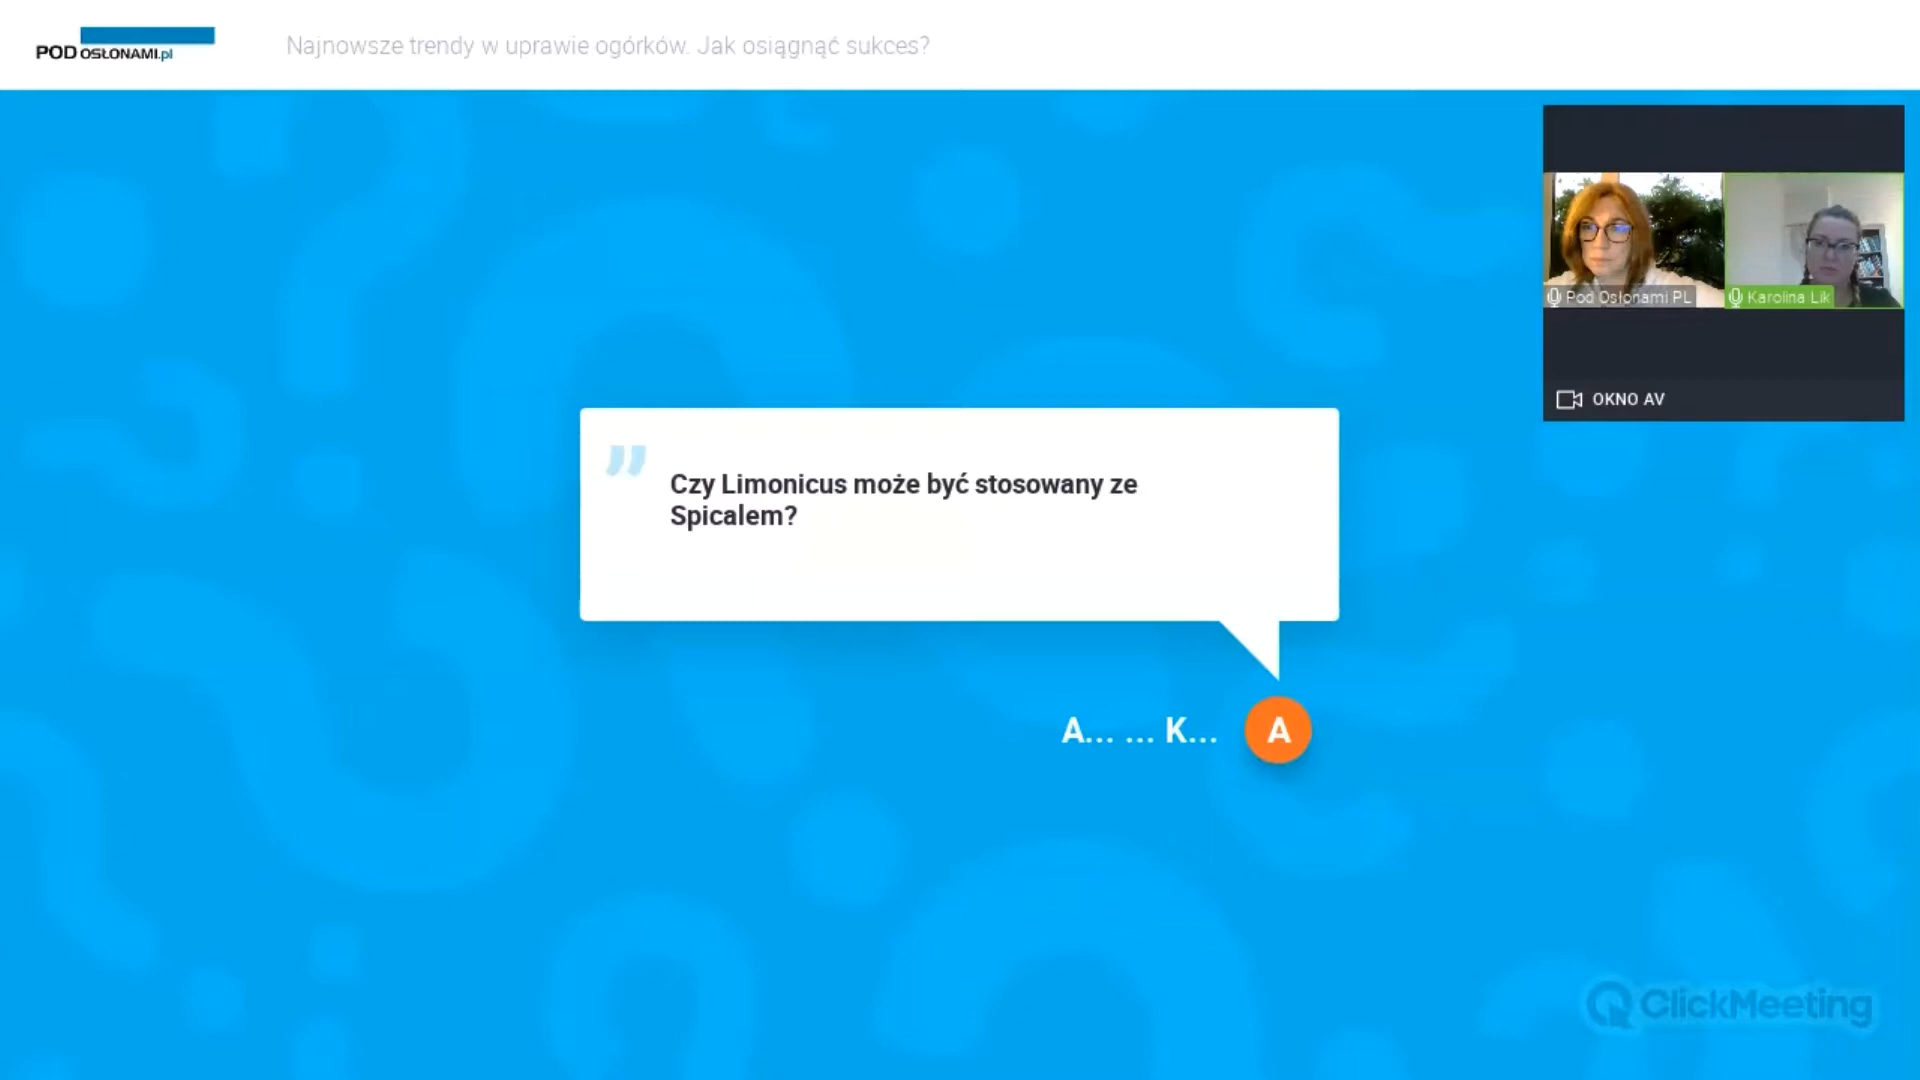 POD OSŁONAMI.pl
Najnowsze trendy w uprawie ogórków. Jak osiągnąć sukces?
Pod Osłonami PL
Karolina Lik
OKNO AV
Czy Limonicus może być stosowany ze
Spicalem?
A... ... K...
A
ClickMeeting